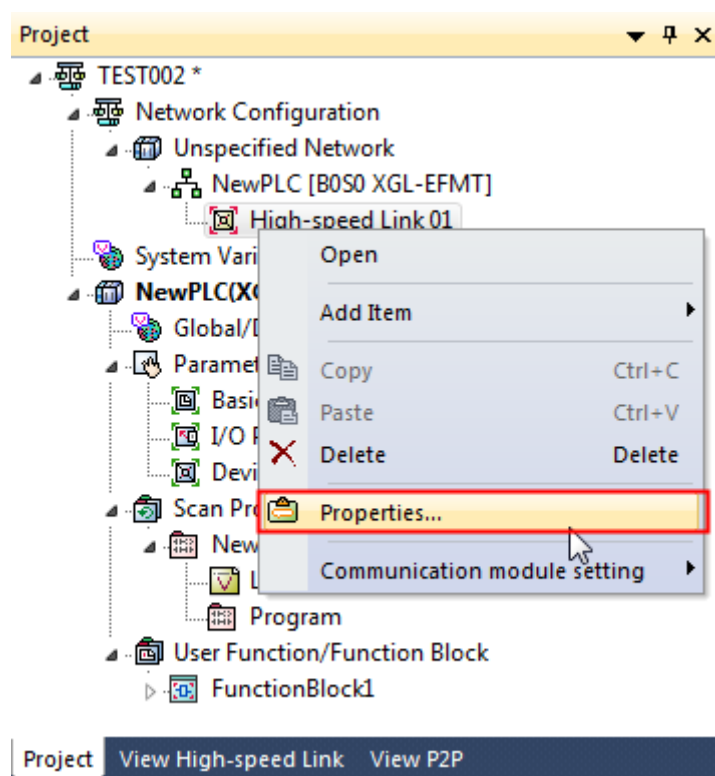 Project
TEST002 *
Network Configuration
Unspecified Network
NewPLC [B0S0 XGL-EFMT]
High-speed Link 01
System Vari
Open
NewPLC(XG
Add Item
Global/D
Paramet
Copy Ctrl+C
Basi
Paste Ctrl+V
I/O P
Delete Delete
Devi
Scan Pro
Properties...
New
Communication module setting
L
Program
User Function/Function Block
FunctionBlock1
Project View High-speed Link View P2P